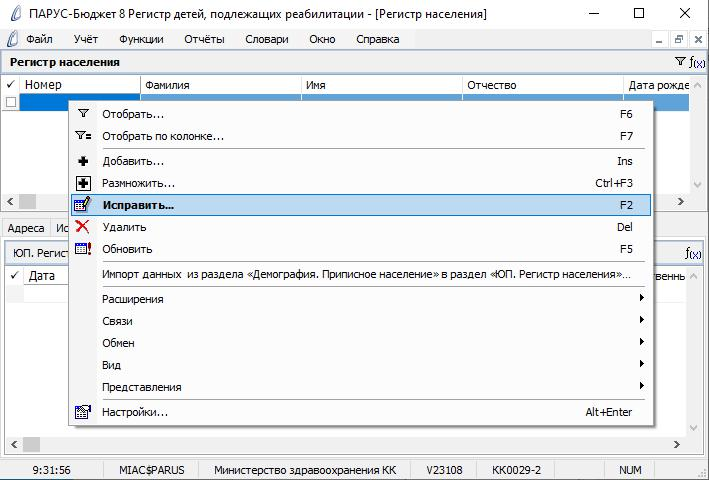 ПАРУС-Бюджет 8 Регистр детей, подлежащих реабилитации - [Регистр населения]
Файл Учёт Функции Отчёты Словари Окно Справка
Регистр населения f(x)
Номер Фамилия Имя Отчество Дата рожде
Отобрать... F6
Отобрать по колонке... F7
Добавить... Ins
Размножить... Ctrl+F3
Исправить... F2
Адреса Ис
Удалить Del
ЮП. Регист Обновить F5 f(x)
Дата Импорт данных из раздела «Демография. Приписное население» в раздел «ЮП. Регистр населения»... твеннь
Расширения
Связи
Обмен
Вид
Представления
Настройки... Alt+Enter
9:31:56 MIAC$PARUS Министерство здравоохранения КК V23108 KK0029-2 NUM